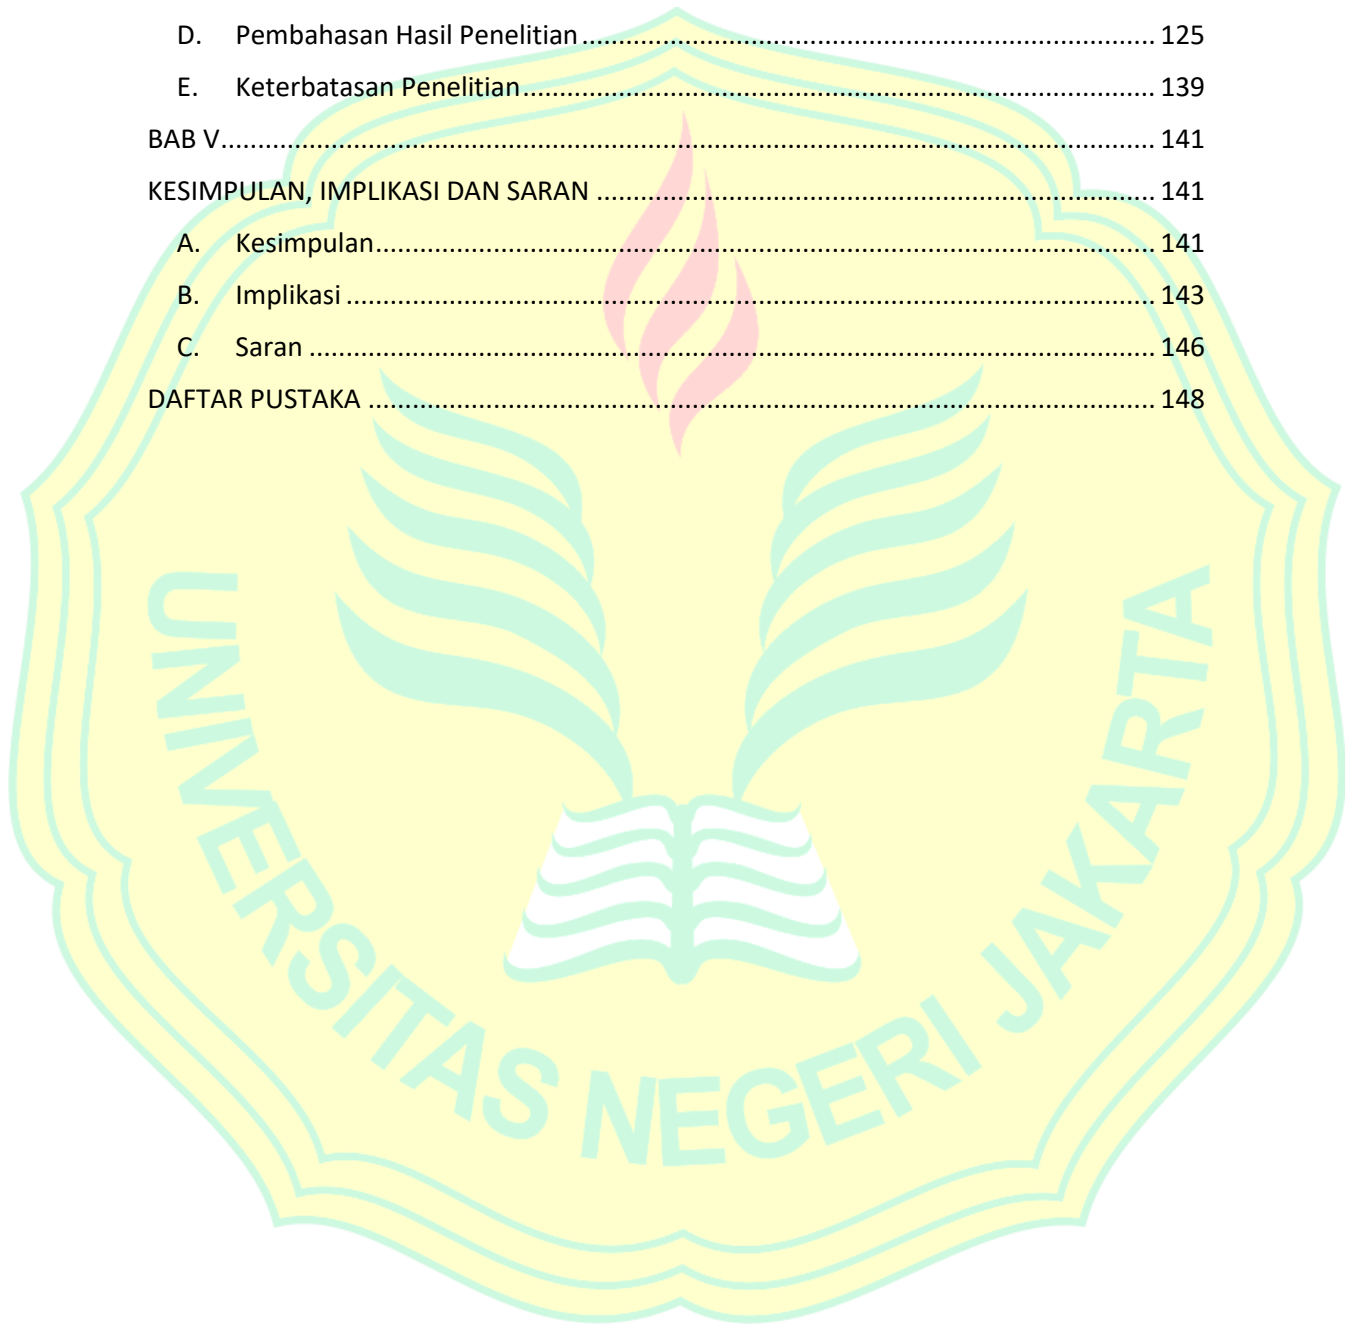 D. Pembahasan Hasil Penelitian ........................................................................... 125
E. Keterbatasan Penelitian ................................................................................... 139
BAB V ............................................................................................................................ 141
KESIMPULAN, IMPLIKASI DAN SARAN ......................................................................... 141
A. Kesimpulan ....................................................................................................... 141
B. Implikasi ........................................................................................................... 143
C. Saran ................................................................................................................ 146
DAFTAR PUSTAKA ........................................................................................................ 148
UNIVERSITAS NEGERI JAKARTA